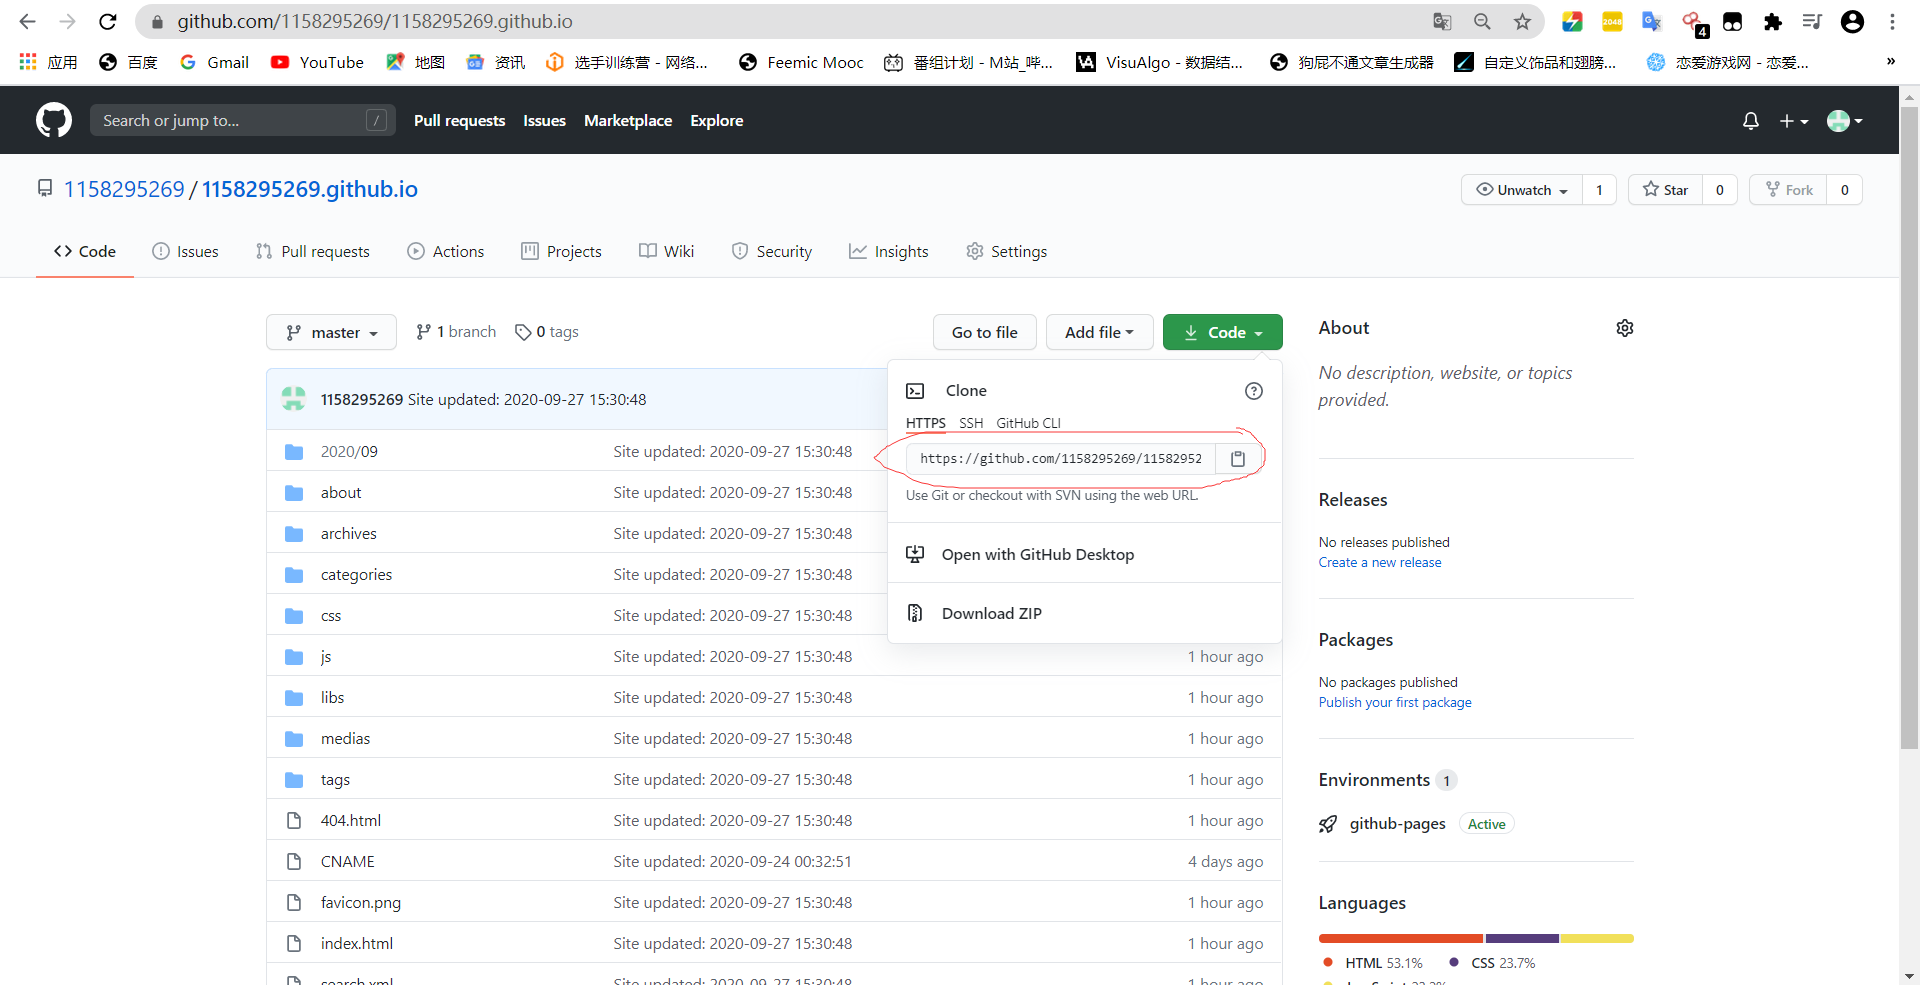 github.com/1158295269/1158295269.github.io
4
应用 百度 Gmail YouTube 地图 资讯 选手训练营 - 网络... Feemic Mooc 番组计划 - M站_哔... VisuAlgo - 数据结... 狗屁不通文章生成器 自定义饰品和翅膀... 恋爱游戏网 - 恋爱... »
Search or jump to... / Pull requests Issues Marketplace Explore
1158295269 / 1158295269.github.io Unwatch 1 Star 0 Fork 0
Code Issues Pull requests Actions Projects Wiki Security Insights Settings
master 1 branch 0 tags Go to file Add file Code
1158295269 Site updated: 2020-09-27 15:30:48
2020/09 Site updated: 2020-09-27 15:30:48
about Site updated: 2020-09-27 15:30:48
archives Site updated: 2020-09-27 15:30:48
categories Site updated: 2020-09-27 15:30:48
css Site updated: 2020-09-27 15:30:48
js Site updated: 2020-09-27 15:30:48 1 hour ago
libs Site updated: 2020-09-27 15:30:48 1 hour ago
medias Site updated: 2020-09-27 15:30:48 1 hour ago
tags Site updated: 2020-09-27 15:30:48 1 hour ago
404.html Site updated: 2020-09-27 15:30:48 1 hour ago
CNAME Site updated: 2020-09-24 00:32:51 4 days ago
favicon.png Site updated: 2020-09-27 15:30:48 1 hour ago
index.html Site updated: 2020-09-27 15:30:48 1 hour ago
search.xml Site updated: 2020-09-27 15:30:48 1 hour ago
Clone
HTTPS SSH GitHub CLI
https://github.com/1158295269/11582952
Use Git or checkout with SVN using the web URL.
Open with GitHub Desktop
Download ZIP
About
No description, website, or topics
provided.
Releases
No releases published
Create a new release
Packages
No packages published
Publish your first package
Environments 1
github-pages Active
Languages
HTML 53.1% CSS 23.7%